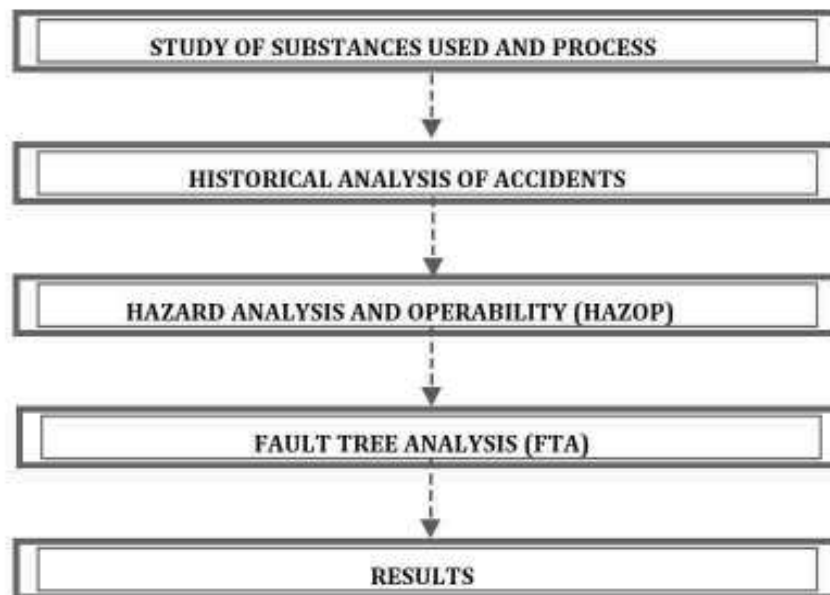 STUDY OF SUBSTANCES USED AND PROCESS
HISTORICAL ANALYSIS OF ACCIDENTS
HAZARD ANALYSIS AND OPERABILITY (HAZOP)
FAULT TREE ANALYSIS (FTA)
RESULTS